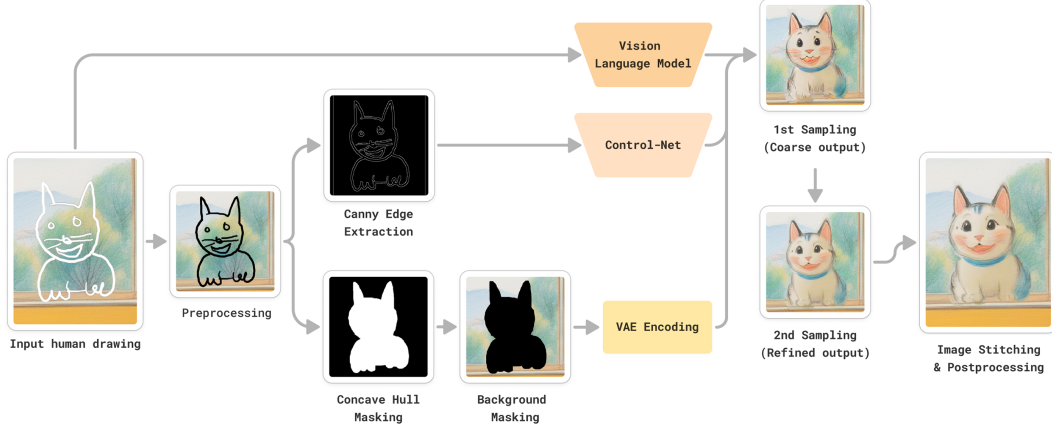 Input human drawing
Preprocessing
Canny Edge
Extraction
Concave Hull
Masking
Background
Masking
Vision
Language Model
Control-Net
VAE Encoding
1st Sampling
(Coarse output)
2nd Sampling
(Refined output)
Image Stitching
& Postprocessing